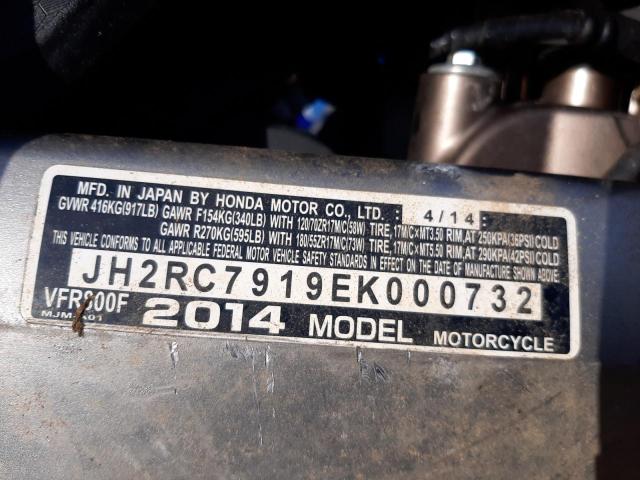 MFD. IN JAPAN BY HONDA MOTOR CO., LTD. : 4/14 :
GVWR 416KG(917LB) GAWR F154KG(340LB) WITH 120/70ZR17M/C(58W) TIRE, 17M/C×MT3.50 RIM, AT 250KPA(36PSI)COLD
GAWR R270KG(595LB) WITH 180/55ZR17M/C(73W) TIRE, 17M/C×MT5.50 RIM, AT 290KPA(42PSI)COLD
THIS VEHICLE CONFORMS TO ALL APPLICABLE FEDERAL MOTOR VEHICLE SAFETY STANDARDS IN EFFECT ON THE DATE OF MANUFACTURE SHOWN ABOVE.
JH2RC7919EK000732
VFR800F 2014 MODEL MOTORCYCLE